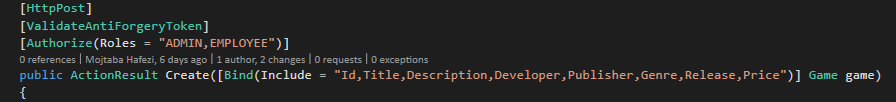 [HttpPost]
[ValidateAntiForgeryToken]
[Authorize(Roles = "ADMIN,EMPLOYEE")]
0 references | Mojtaba Hafezi, 6 days ago | 1 author, 2 changes | 0 requests | 0 exceptions
public ActionResult Create([Bind(Include = "Id,Title,Description,Developer,Publisher,Genre,Release,Price")] Game game)
{